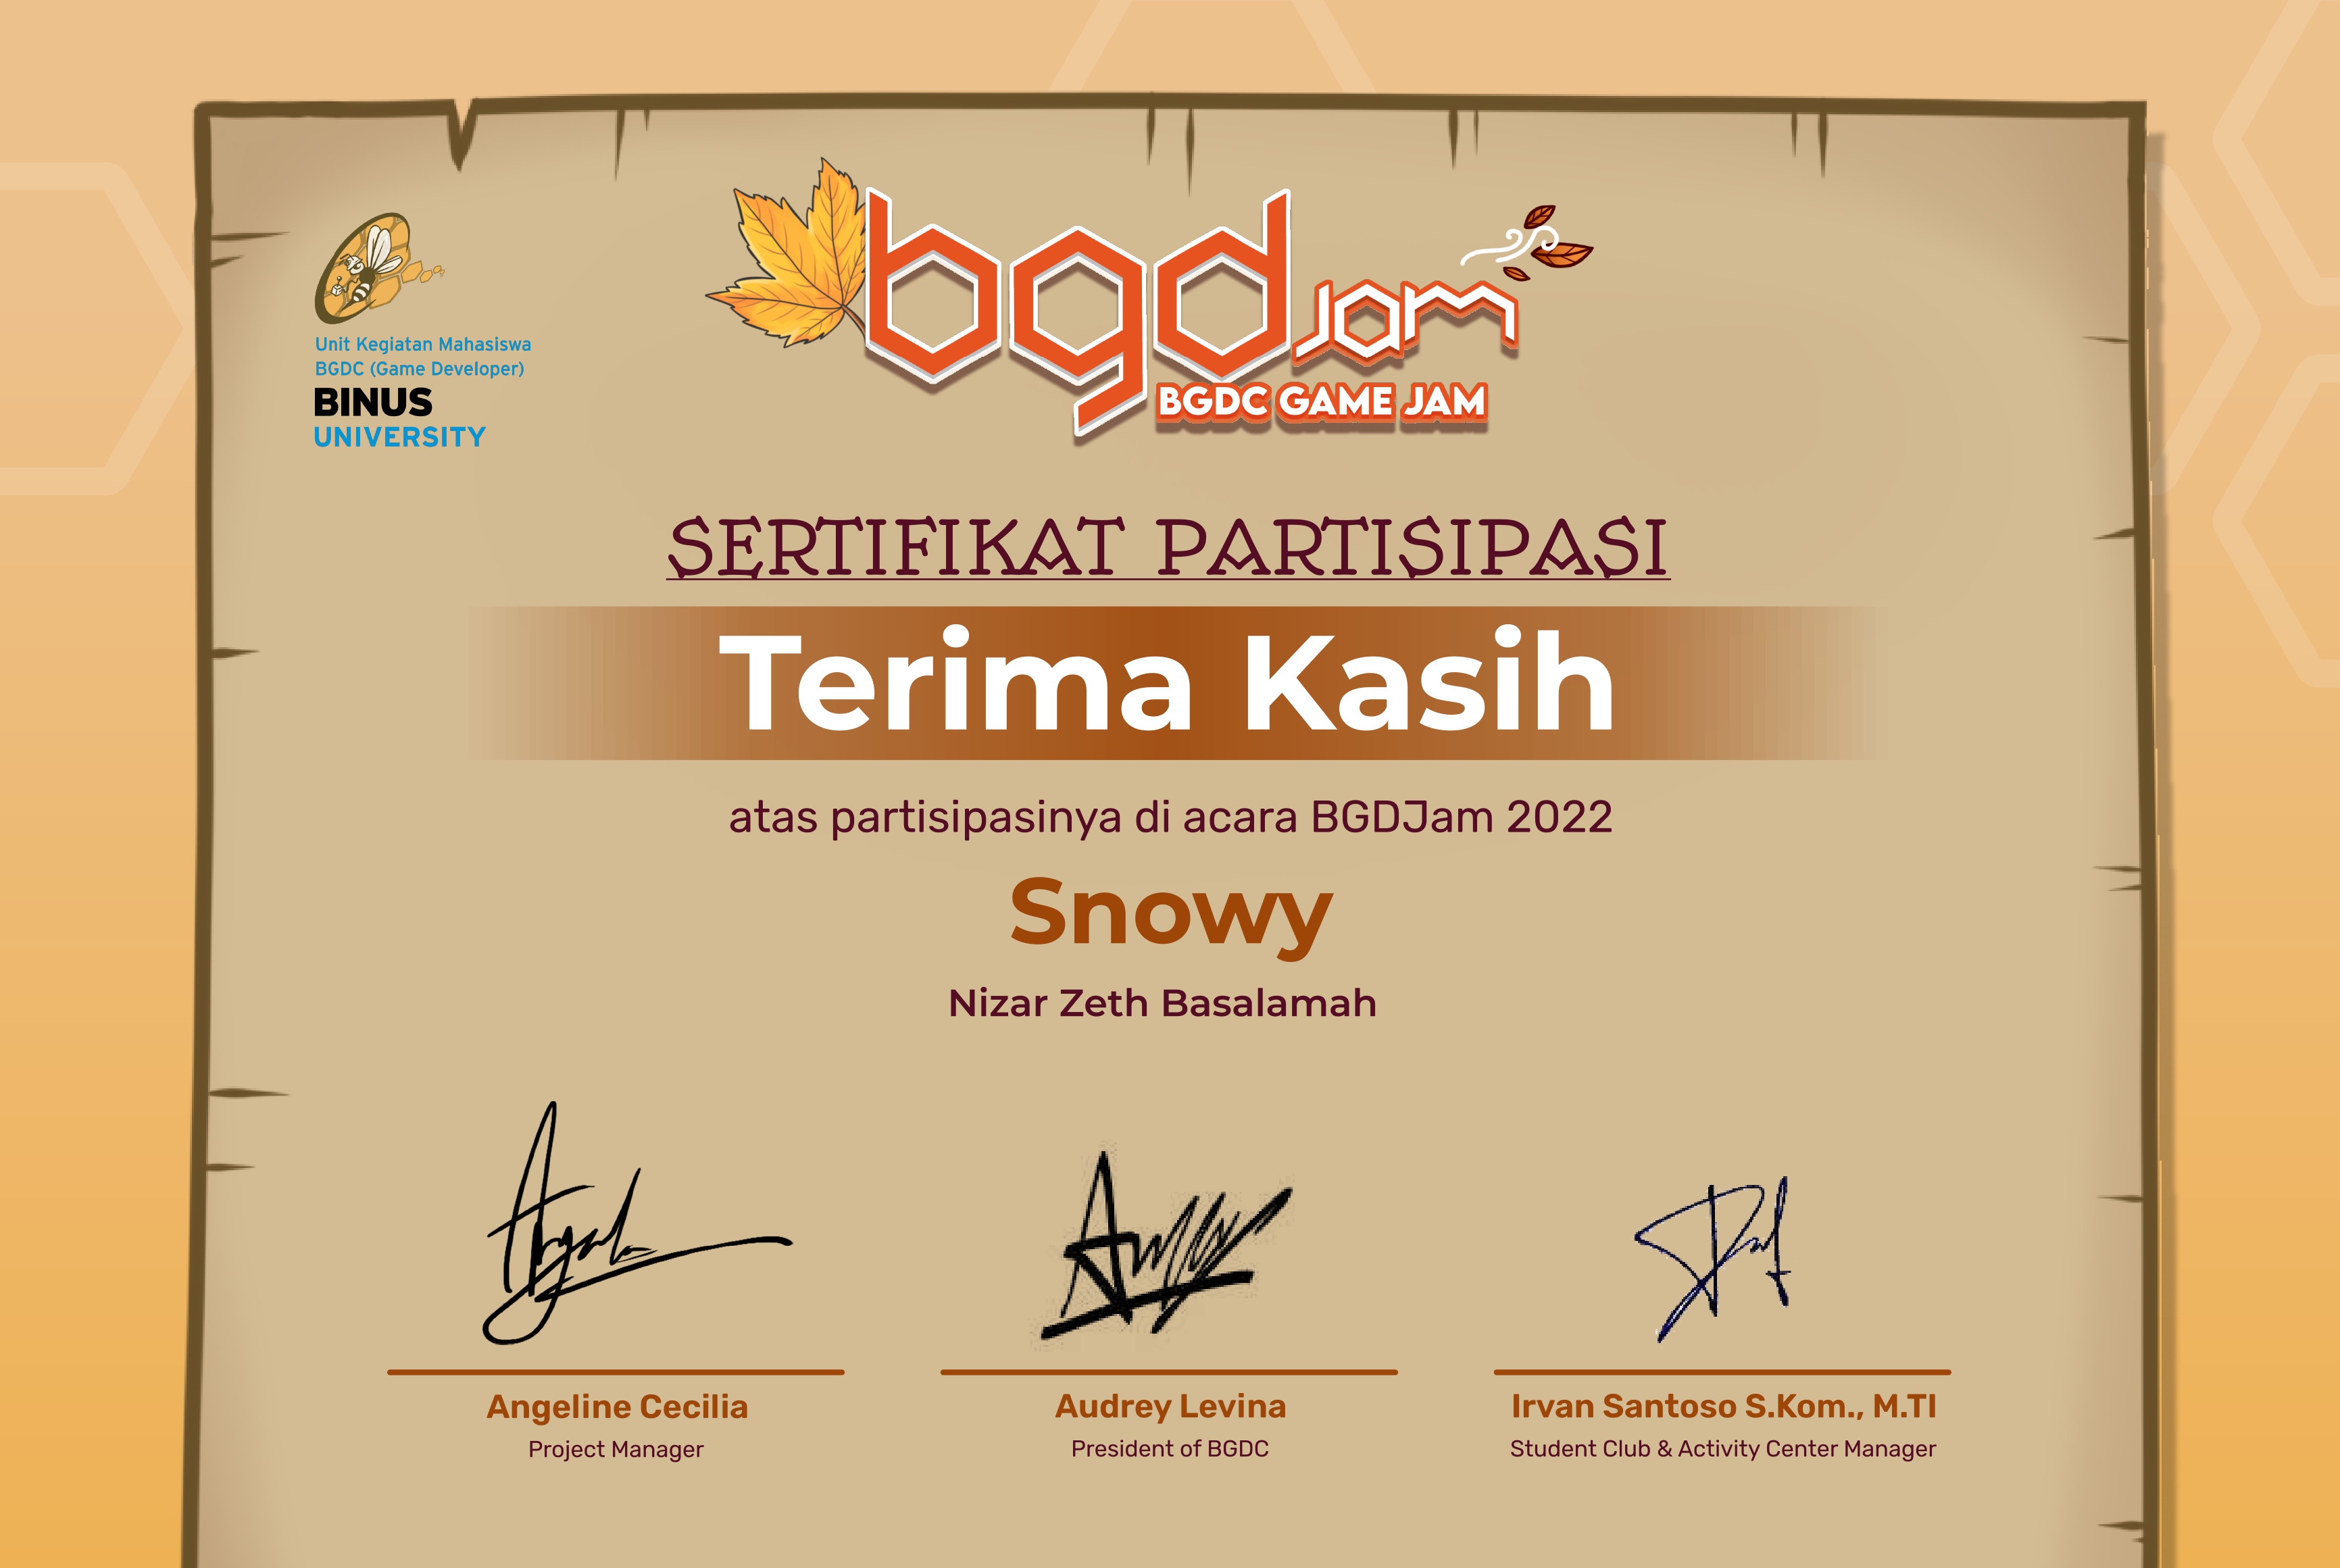 Unit Kegiatan Mahasiswa
BGDC (Game Developer)
BINUS
UNIVERSITY
bgd jam
BGDC GAME JAM
SERTIFIKAT PARTISIPASI
Terima Kasih
atas partisipasinya di acara BGDJam 2022
Snowy
Nizar Zeth Basalamah
Angeline Cecilia
Project Manager
Audrey Levina
President of BGDC
Irvan Santoso S.Kom., M.TI
Student Club & Activity Center Manager